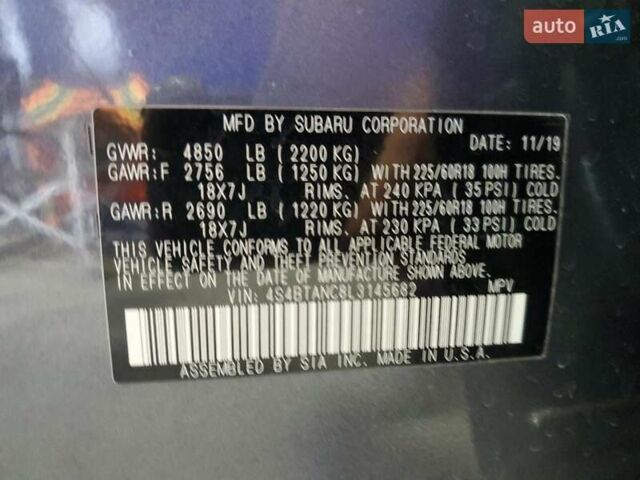 auto RIA
.com
MFD BY SUBARU CORPORATION
GVWR: 4850 LB (2200 KG) DATE: 11/19
GAWR:F 2756 LB (1250 KG) WITH 225/60R18 100H TIRES.
18X7J RIMS. AT 240 KPA (35 PSI) COLD
GAWR:R 2690 LB (1220 KG) WITH 225/60R18 100H TIRES.
18X7J RIMS. AT 230 KPA (33 PSI) COLD
THIS VEHICLE CONFORMS TO ALL APPLICABLE FEDERAL MOTOR
VEHICLE SAFETY AND THEFT PREVENTION STANDARDS
IN EFFECT ON THE DATE OF MANUFACTURE SHOWN ABOVE.
VIN: 4S4BTANC8L3145682 MPV
ASSEMBLED BY SIA INC. MADE IN U.S.A.